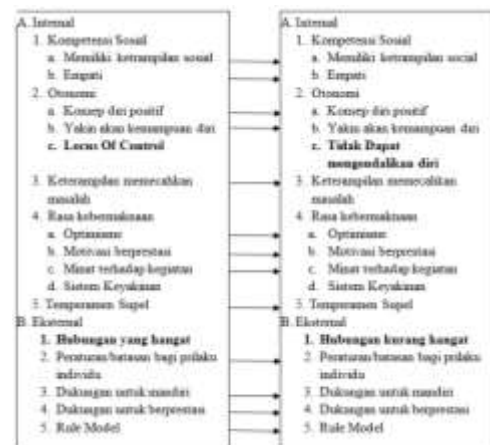 A. Internal
1. Kompetensi Sosial
a. Memiliki ketrampilan sosial
b. Empati
2. Otonomi
a. Konsep diri positif
b. Yakin akan kemampuan diri
c. Locus Of Control
3. Keterampilan memecahkan
masalah
4. Rasa kebermaknaan
a. Optimisme
b. Motivasi berprestasi
c. Minat terhadap kegiatan
d. Sistem Keyakinan
5. Temperamen Supel
B. Eksternal
1. Hubungan yang hangat
2. Peraturan/batasan bagi prilaku
individu
3. Dukungan untuk mandiri
4. Dukungan untuk berprestasi
5. Rule Model
A. Internal
1. Kompetensi Sosial
a. Memiliki ketrampilan social
b. Empati
2. Otonomi
a. Konsep diri positif
b. Yakin akan kemampuan diri
c. Tidak Dapat
mengendalikan diri
3. Keterampilan memecahkan
masalah
4. Rasa kebermaknaan
a. Optimisme
b. Motivasi berprestasi
c. Minat terhadap kegiatan
d. Sistem Keyakinan
5. Temperamen Supel
B. Eksternal
1. Hubungan kurang hangat
2. Peraturan/batasan bagi prilaku
individu
3. Dukungan untuk mandiri
4. Dukungan untuk berprestasi
5. Rule Model